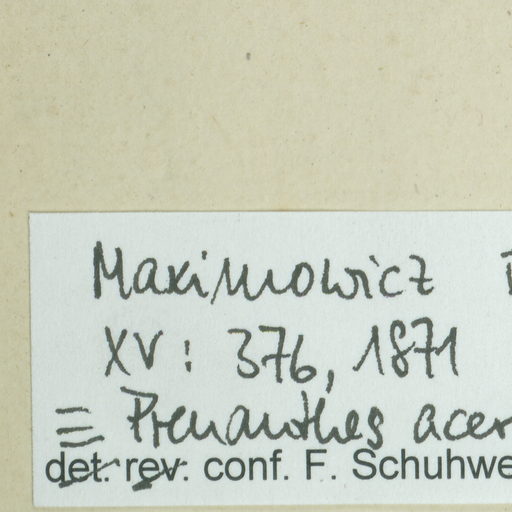 Maximowicz
XV: 376, 1871
≡ Prenanthes acer
det. rev. conf. F. Schuhwe